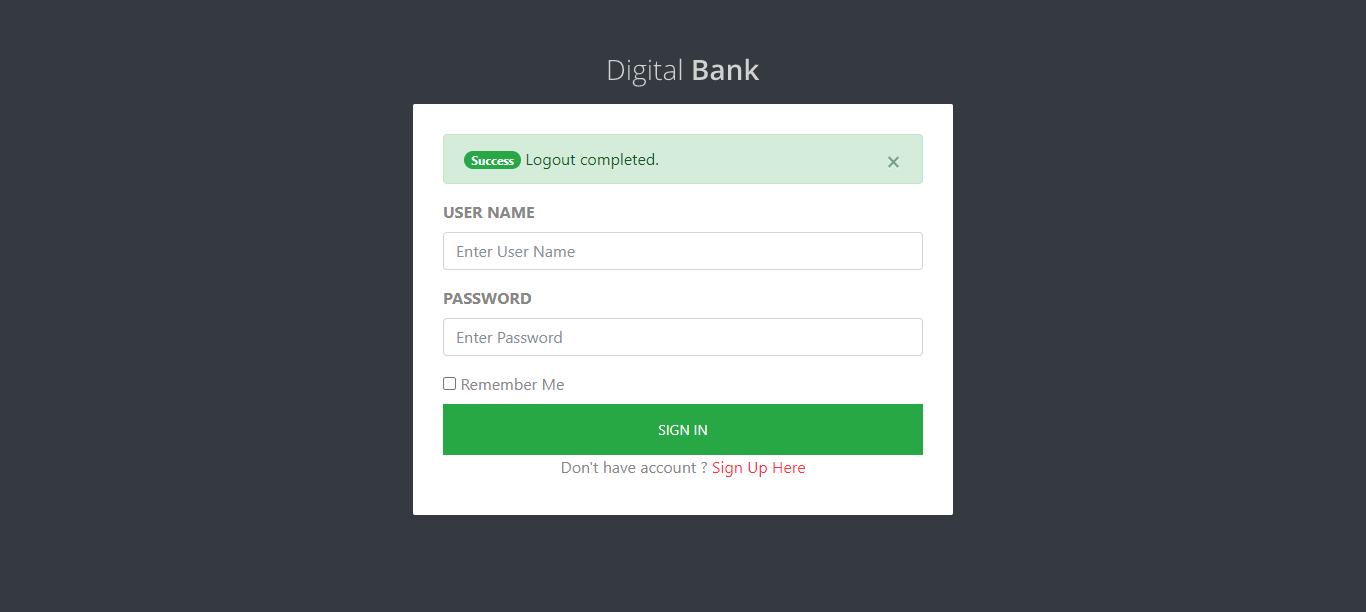 Digital Bank
Success Logout completed. ×
USER NAME
Enter User Name
PASSWORD
Enter Password
Remember Me
SIGN IN
Don't have account ? Sign Up Here